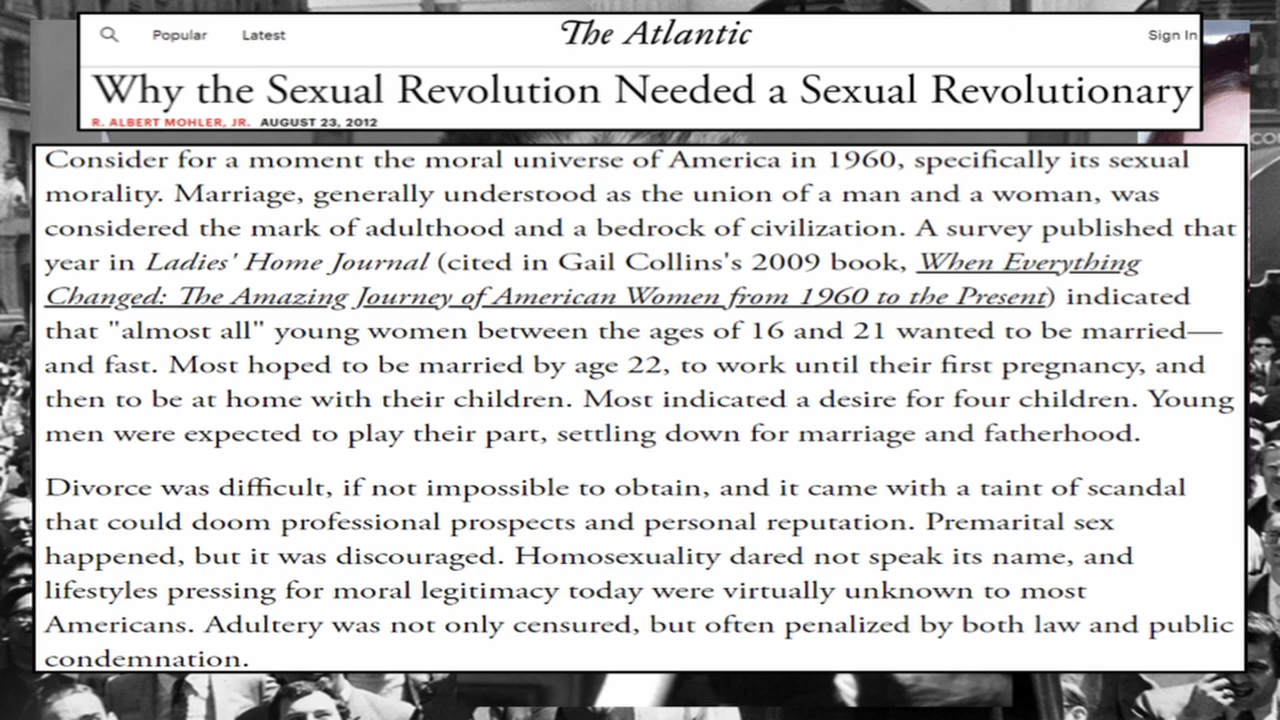 Popular Latest The Atlantic Sign In
Why the Sexual Revolution Needed a Sexual Revolutionary
R. ALBERT MOHLER, JR. AUGUST 23, 2012
Consider for a moment the moral universe of America in 1960, specifically its sexual
morality. Marriage, generally understood as the union of a man and a woman, was
considered the mark of adulthood and a bedrock of civilization. A survey published that
year in Ladies' Home Journal (cited in Gail Collins's 2009 book, When Everything
Changed: The Amazing Journey of American Women from 1960 to the Present) indicated
that "almost all" young women between the ages of 16 and 21 wanted to be married—
and fast. Most hoped to be married by age 22, to work until their first pregnancy, and
then to be at home with their children. Most indicated a desire for four children. Young
men were expected to play their part, settling down for marriage and fatherhood.
Divorce was difficult, if not impossible to obtain, and it came with a taint of scandal
that could doom professional prospects and personal reputation. Premarital sex
happened, but it was discouraged. Homosexuality dared not speak its name, and
lifestyles pressing for moral legitimacy today were virtually unknown to most
Americans. Adultery was not only censured, but often penalized by both law and public
condemnation.